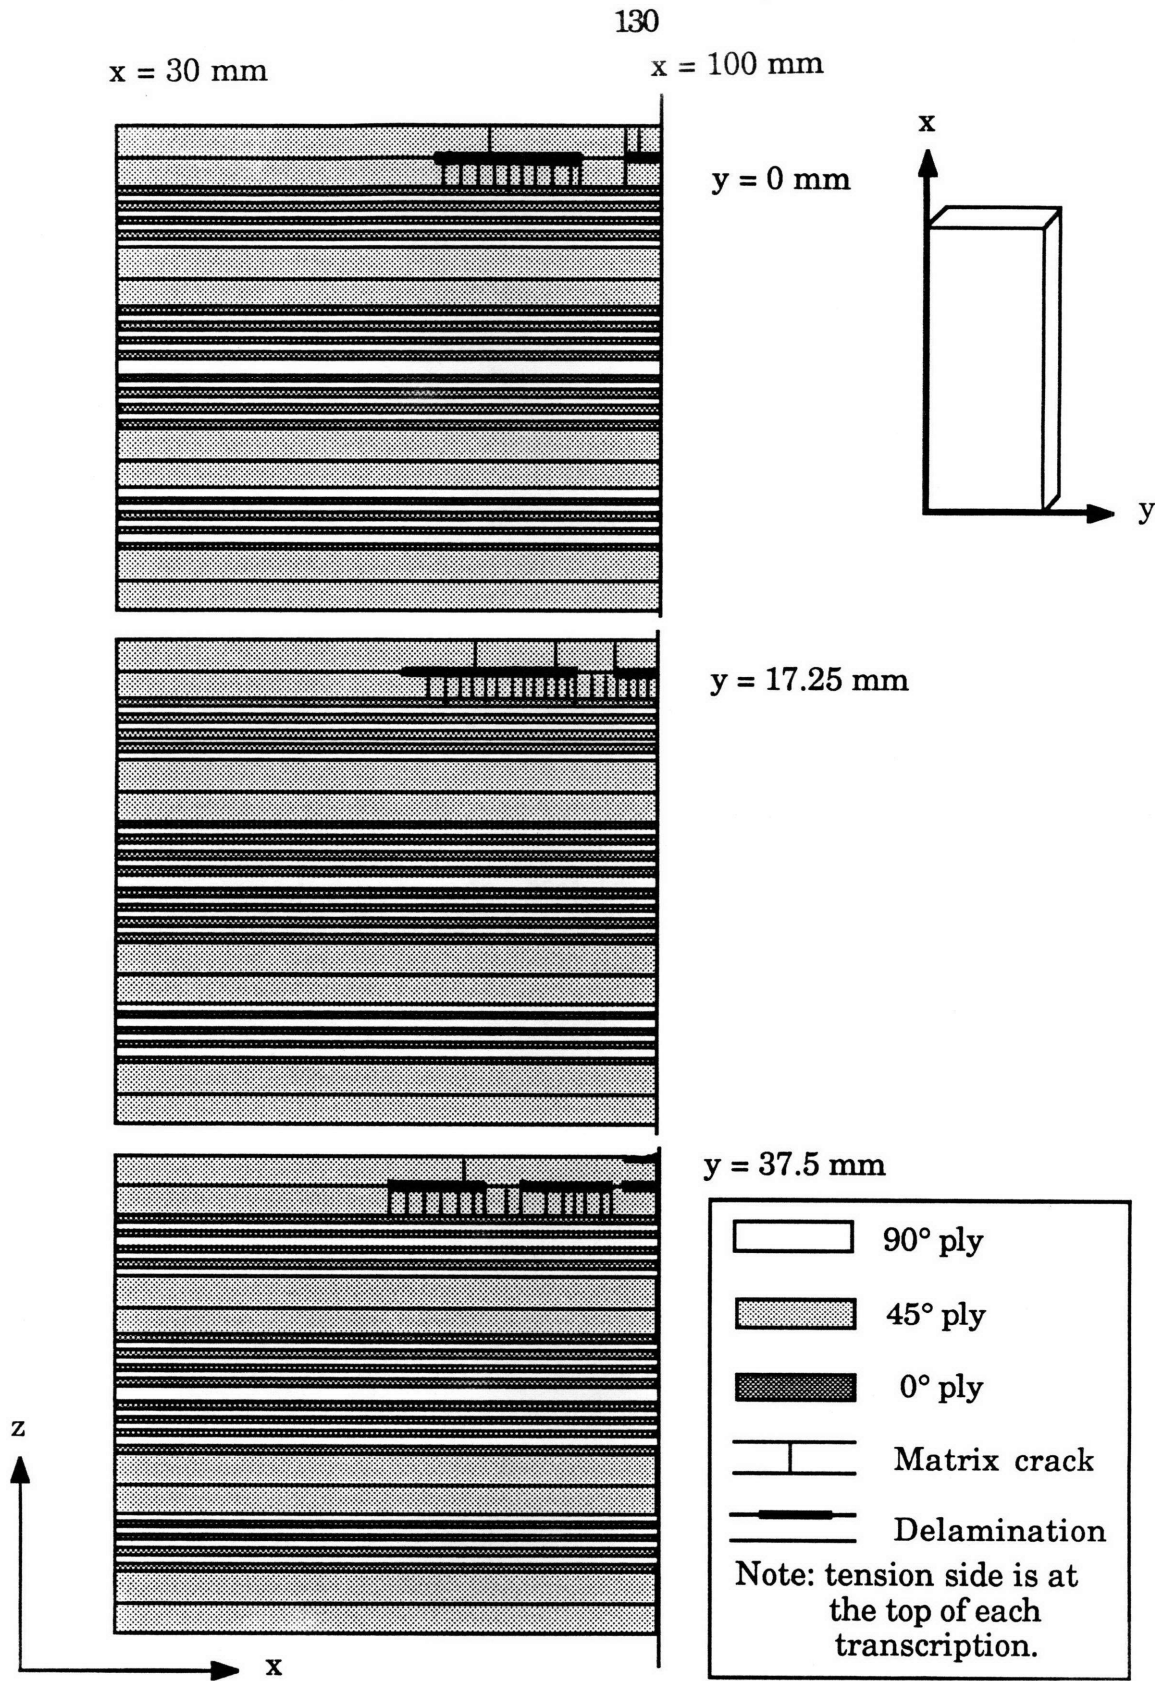 130
x = 30 mm
x = 100 mm
x
y = 0 mm
y
y = 17.25 mm
y = 37.5 mm
90° ply
45° ply
0° ply
z
Matrix crack
Delamination
Note: tension side is at
the top of each
transcription.
x